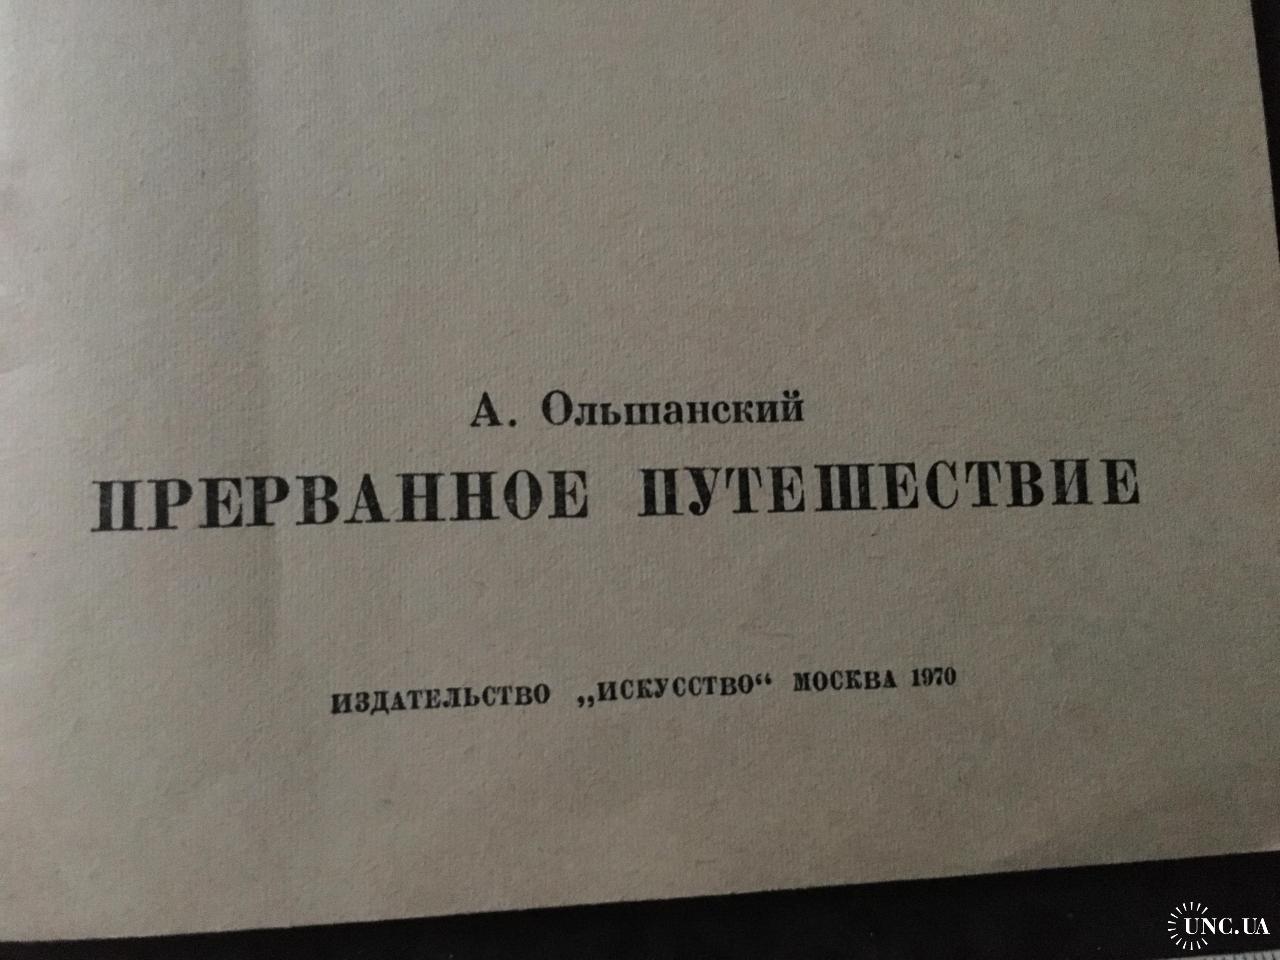 А. Ольшанский
ПРЕРВАННОЕ ПУТЕШЕСТВИЕ
ИЗДАТЕЛЬСТВО „ИСКУССТВО“ МОСКВА 1970
UNC.UA